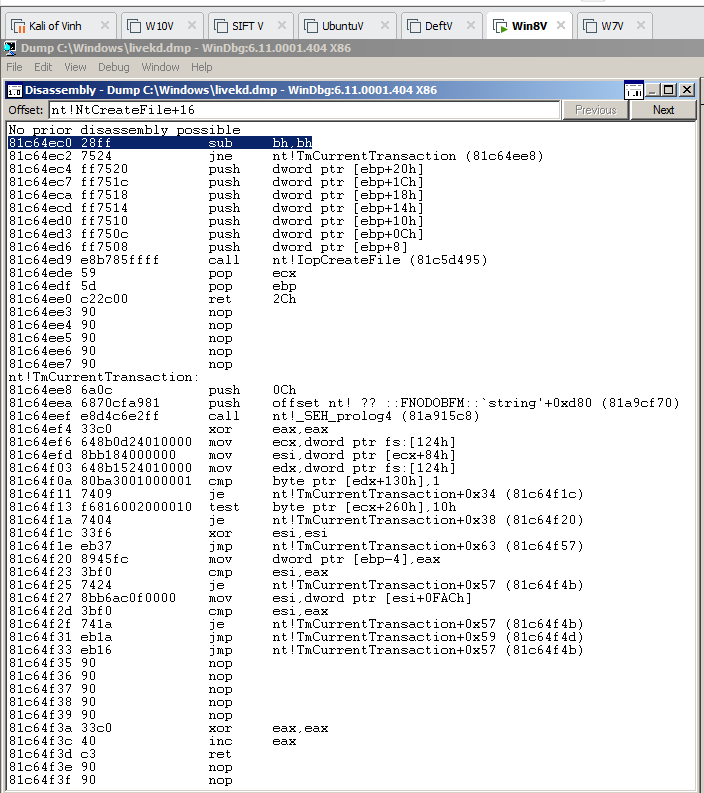 Kali of Vinh W10V SIFT V UbuntuV DeftV Win8V W7V
Dump C:\Windows\livekd.dmp - WinDbg:6.11.0001.404 X86
File Edit View Debug Window Help
Disassembly - Dump C:\Windows\livekd.dmp - WinDbg:6.11.0001.404 X86
Offset: nt!NtCreateFile+16 Previous Next
No prior disassembly possible
81c64ec0 28ff sub bh,bh
81c64ec2 7524 jne nt!TmCurrentTransaction (81c64ee8)
81c64ec4 ff7520 push dword ptr [ebp+20h]
81c64ec7 ff751c push dword ptr [ebp+1Ch]
81c64eca ff7518 push dword ptr [ebp+18h]
81c64ecd ff7514 push dword ptr [ebp+14h]
81c64ed0 ff7510 push dword ptr [ebp+10h]
81c64ed3 ff750c push dword ptr [ebp+0Ch]
81c64ed6 ff7508 push dword ptr [ebp+8]
81c64ed9 e8b785ffff call nt!IopCreateFile (81c5d495)
81c64ede 59 pop ecx
81c64edf 5d pop ebp
81c64ee0 c22c00 ret 2Ch
81c64ee3 90 nop
81c64ee4 90 nop
81c64ee5 90 nop
81c64ee6 90 nop
81c64ee7 90 nop
nt!TmCurrentTransaction:
81c64ee8 6a0c push 0Ch
81c64eea 6870cfa981 push offset nt! ?? ::FNODOBFM::`string'+0xd80 (81a9cf70)
81c64eef e8d4c6e2ff call nt!_SEH_prolog4 (81a915c8)
81c64ef4 33c0 xor eax,eax
81c64ef6 648b0d24010000 mov ecx,dword ptr fs:[124h]
81c64efd 8bb184000000 mov esi,dword ptr [ecx+84h]
81c64f03 648b1524010000 mov edx,dword ptr fs:[124h]
81c64f0a 80ba3001000001 cmp byte ptr [edx+130h],1
81c64f11 7409 je nt!TmCurrentTransaction+0x34 (81c64f1c)
81c64f13 f6816002000010 test byte ptr [ecx+260h],10h
81c64f1a 7404 je nt!TmCurrentTransaction+0x38 (81c64f20)
81c64f1c 33f6 xor esi,esi
81c64f1e eb37 jmp nt!TmCurrentTransaction+0x63 (81c64f57)
81c64f20 8945fc mov dword ptr [ebp-4],eax
81c64f23 3bf0 cmp esi,eax
81c64f25 7424 je nt!TmCurrentTransaction+0x57 (81c64f4b)
81c64f27 8bb6ac0f0000 mov esi,dword ptr [esi+0FACh]
81c64f2d 3bf0 cmp esi,eax
81c64f2f 741a je nt!TmCurrentTransaction+0x57 (81c64f4b)
81c64f31 eb1a jmp nt!TmCurrentTransaction+0x59 (81c64f4d)
81c64f33 eb16 jmp nt!TmCurrentTransaction+0x57 (81c64f4b)
81c64f35 90 nop
81c64f36 90 nop
81c64f37 90 nop
81c64f38 90 nop
81c64f39 90 nop
81c64f3a 33c0 xor eax,eax
81c64f3c 40 inc eax
81c64f3d c3 ret
81c64f3e 90 nop
81c64f3f 90 nop